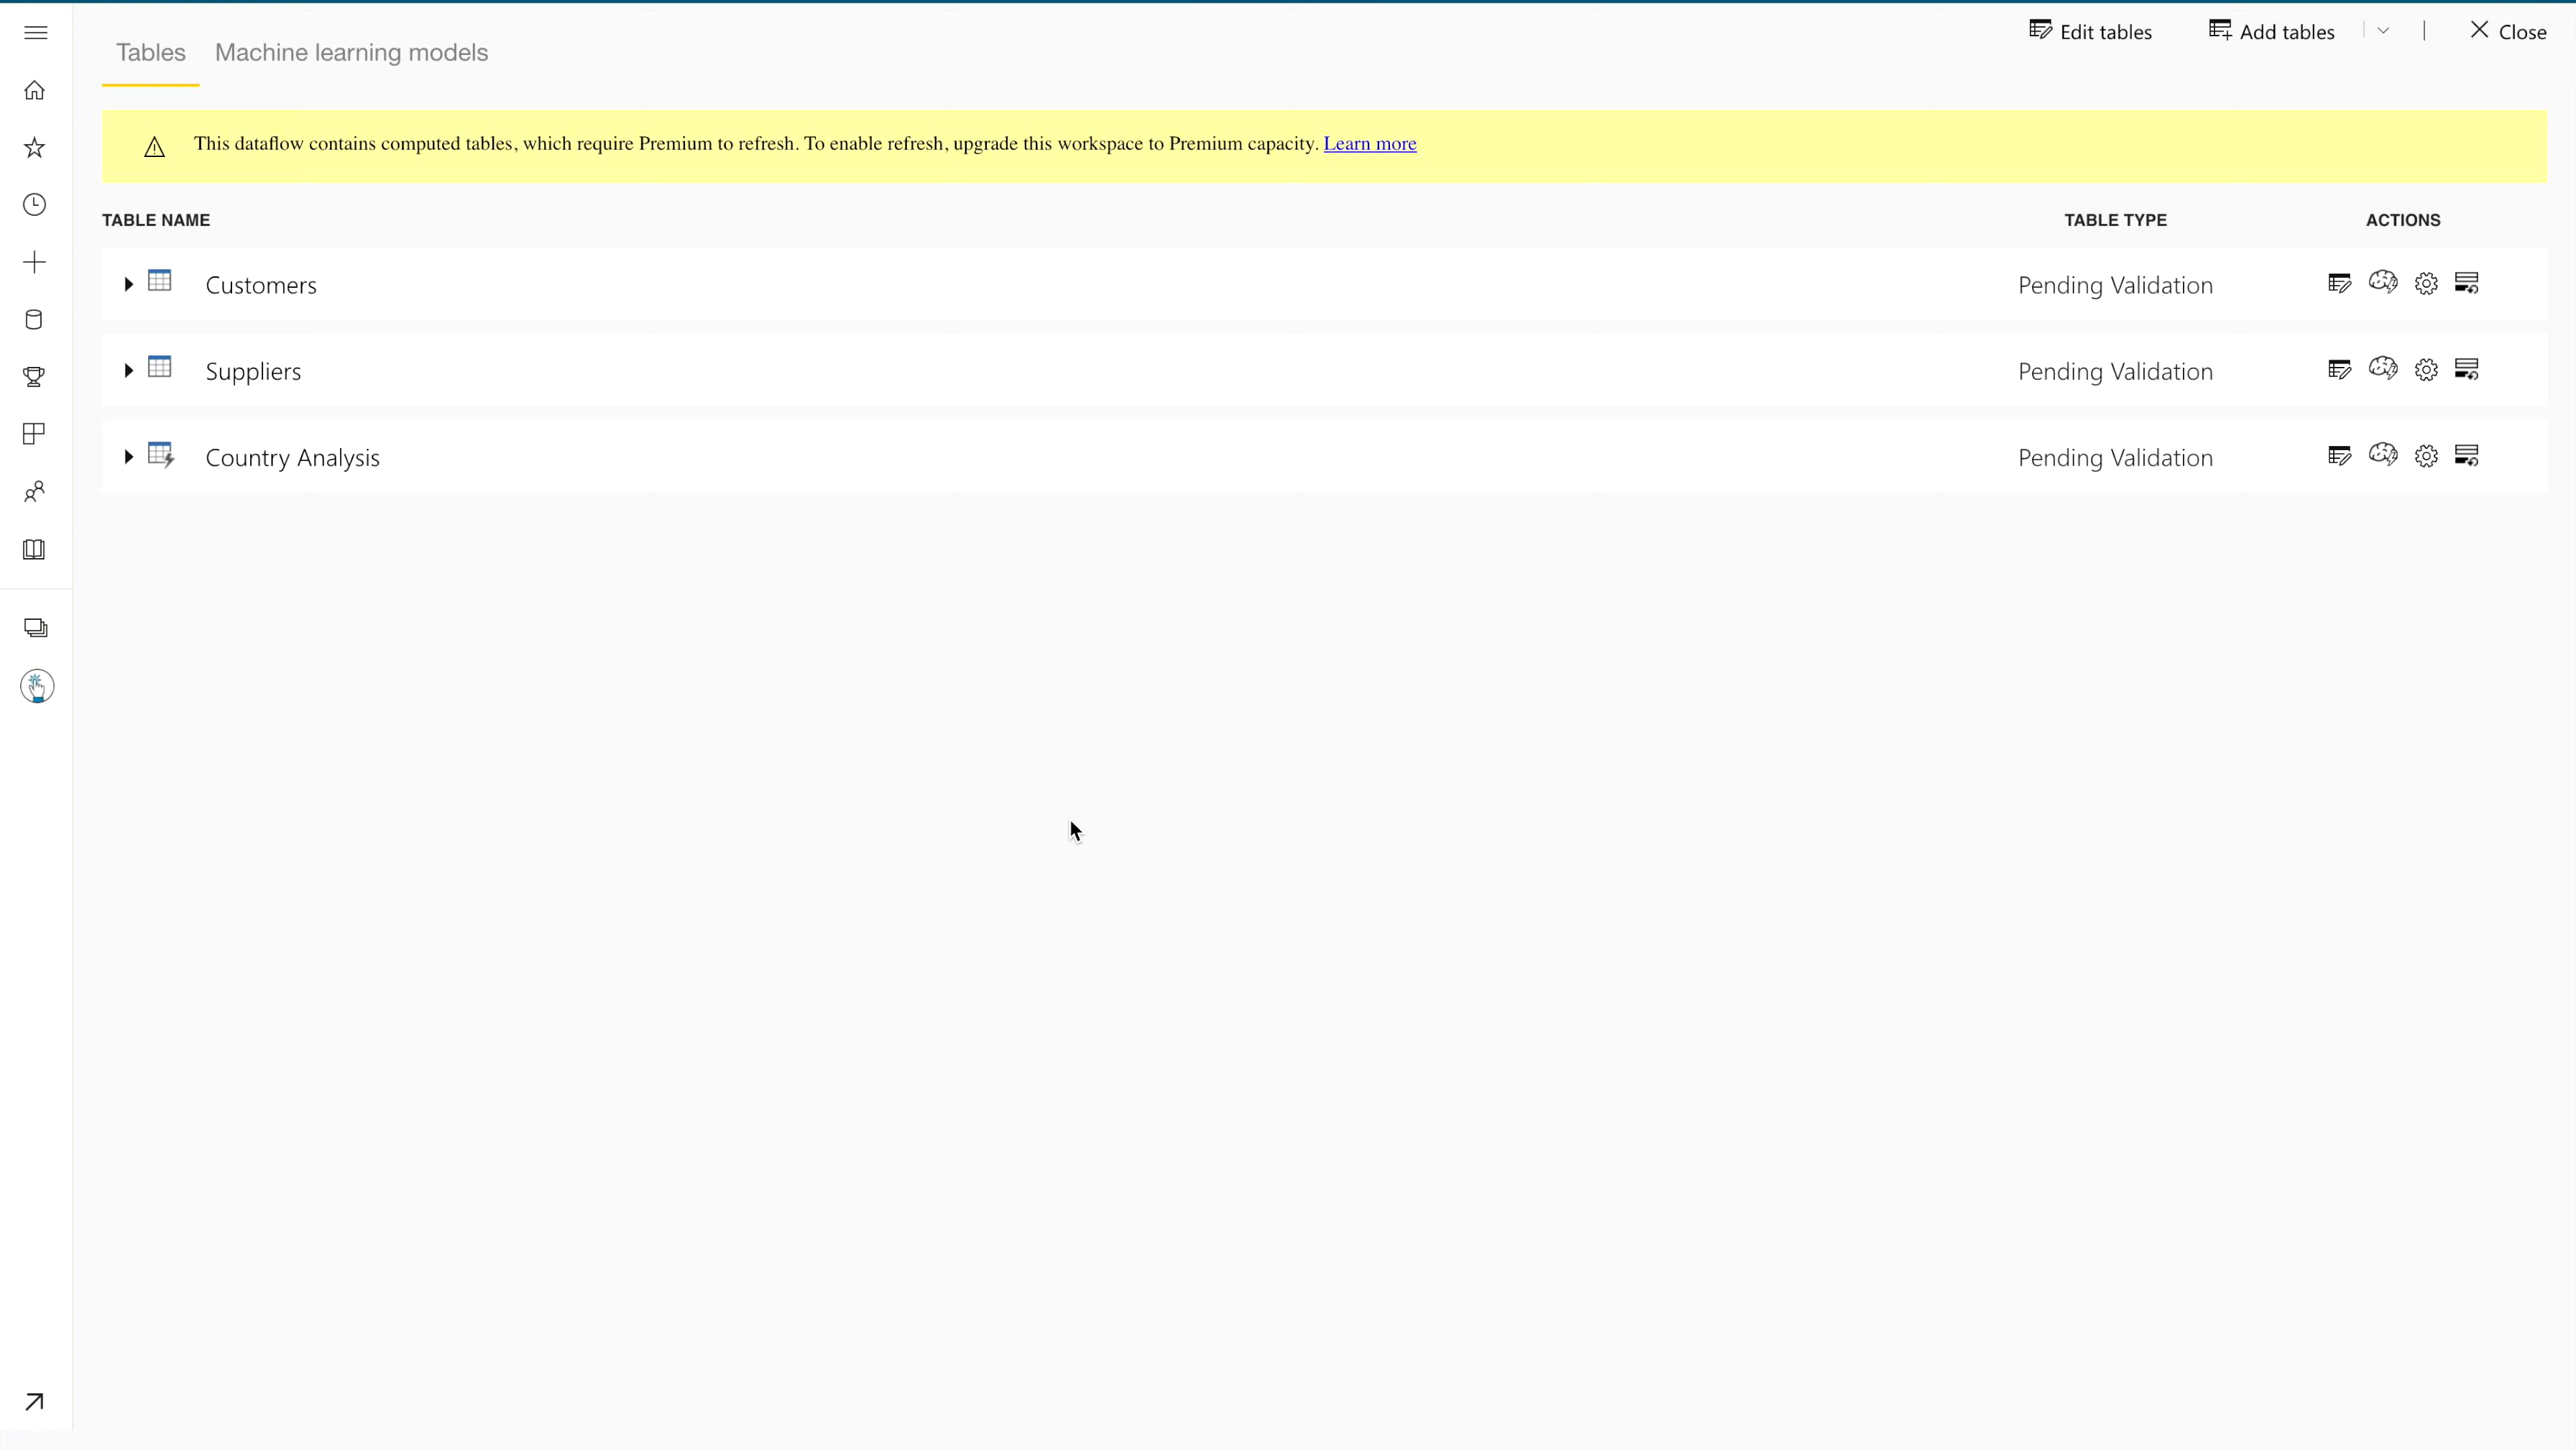 Edit tables Add tables Close
Tables Machine learning models
This dataflow contains computed tables, which require Premium to refresh. To enable refresh, upgrade this workspace to Premium capacity. Learn more
TABLE NAME TABLE TYPE ACTIONS
Customers Pending Validation
Suppliers Pending Validation
Country Analysis Pending Validation